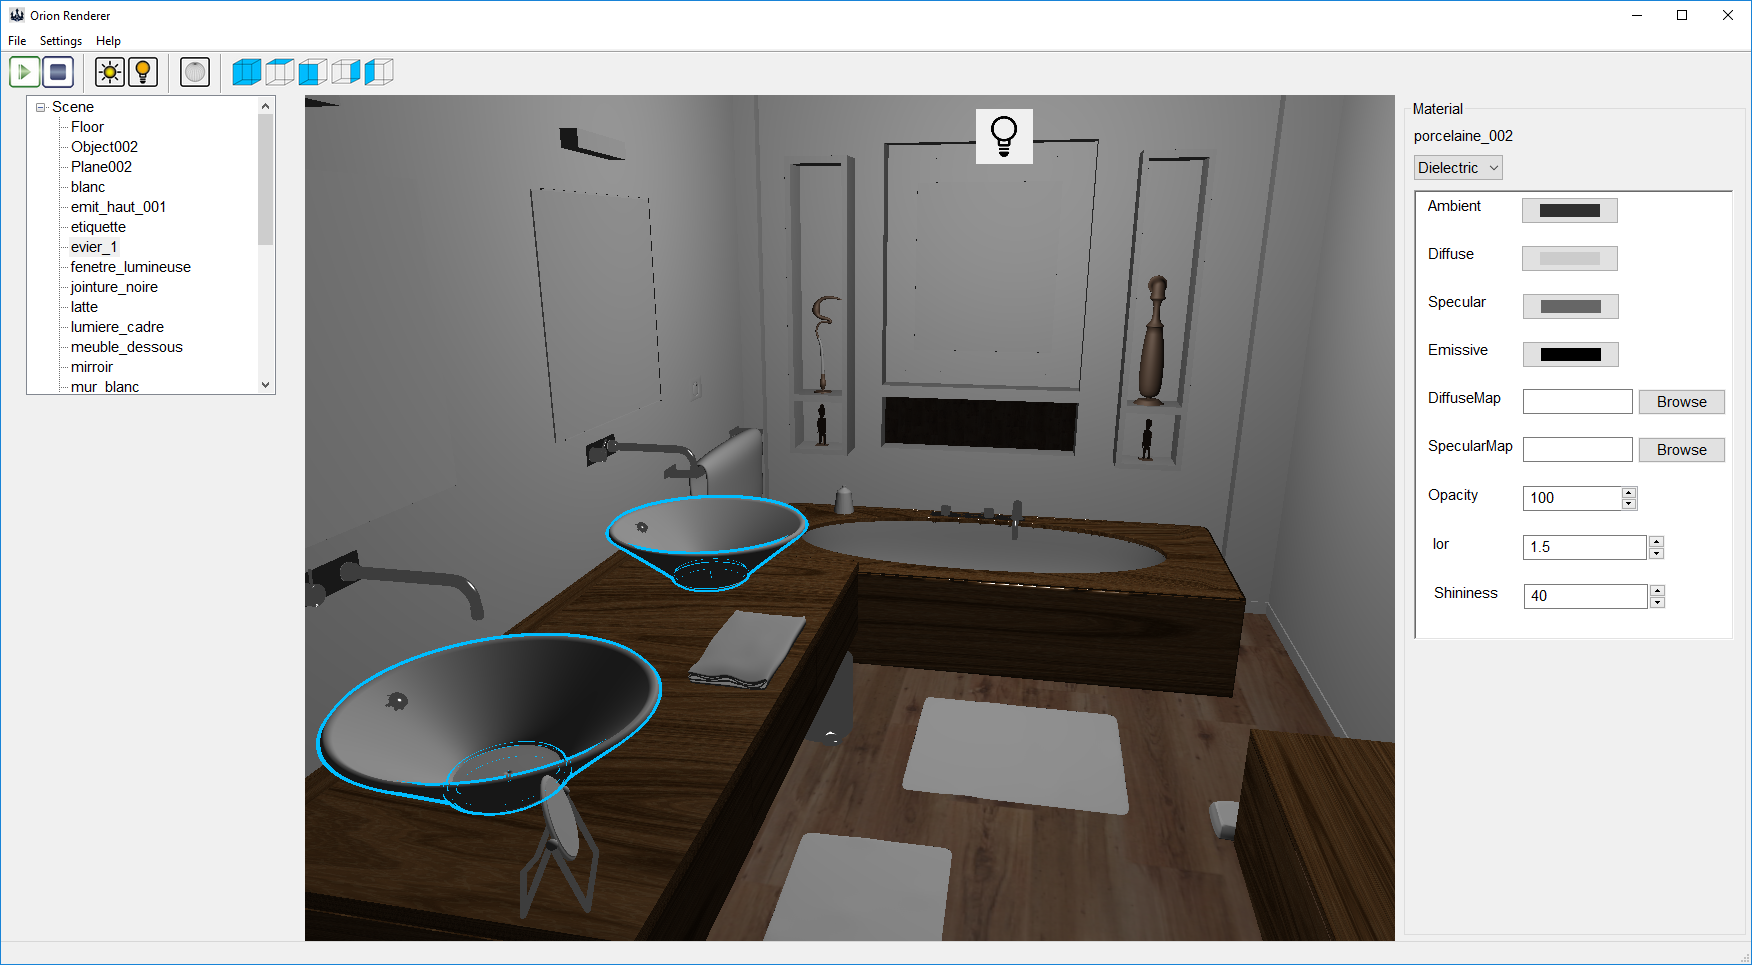 Orion Renderer
File Settings Help
Scene
Floor
Object002
Plane002
blanc
emit_haut_001
etiquette
evier_1
fenetre_lumineuse
jointure_noire
latte
lumiere_cadre
meuble_dessous
mirroir
mur_blanc
Material
porcelaine_002
Dielectric
Ambient
Diffuse
Specular
Emissive
DiffuseMap Browse
SpecularMap Browse
Opacity 100
Ior 1.5
Shininess 40